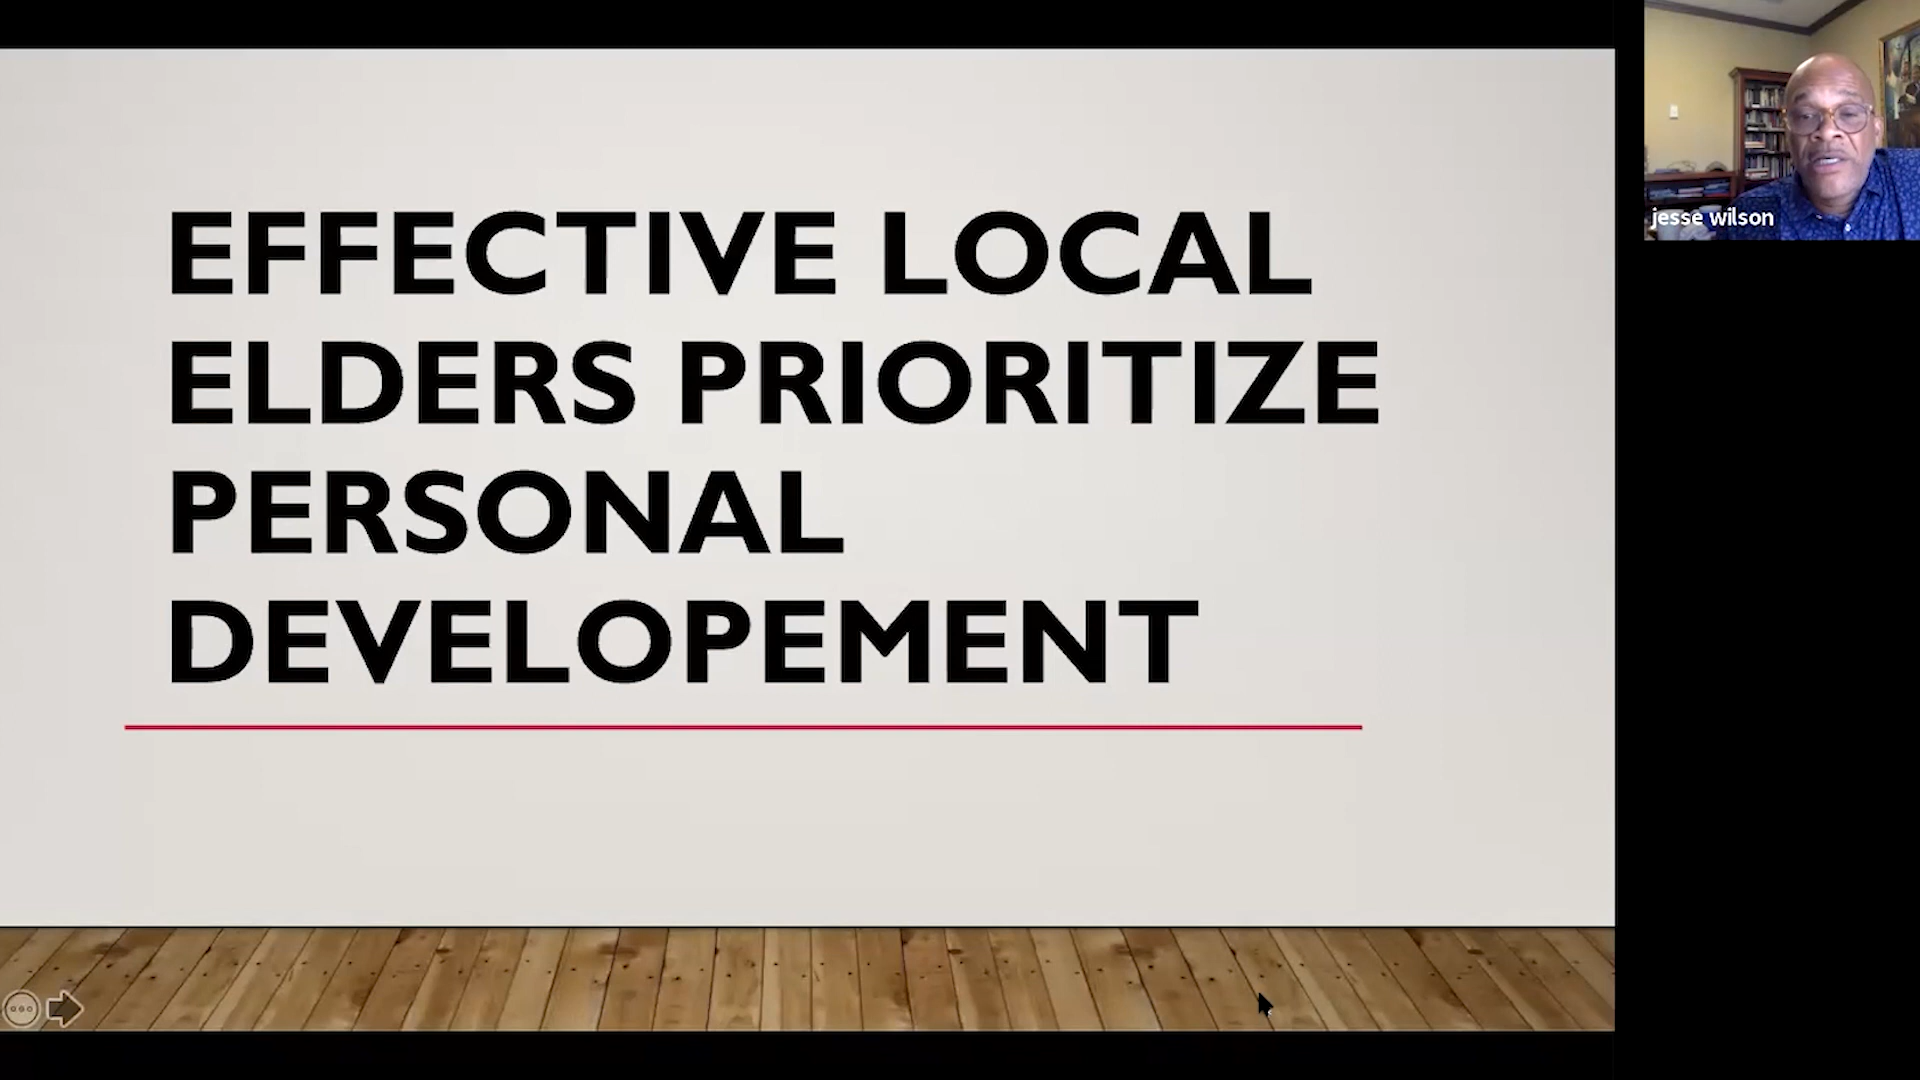 EFFECTIVE LOCAL
ELDERS PRIORITIZE
PERSONAL
DEVELOPEMENT
jesse wilson